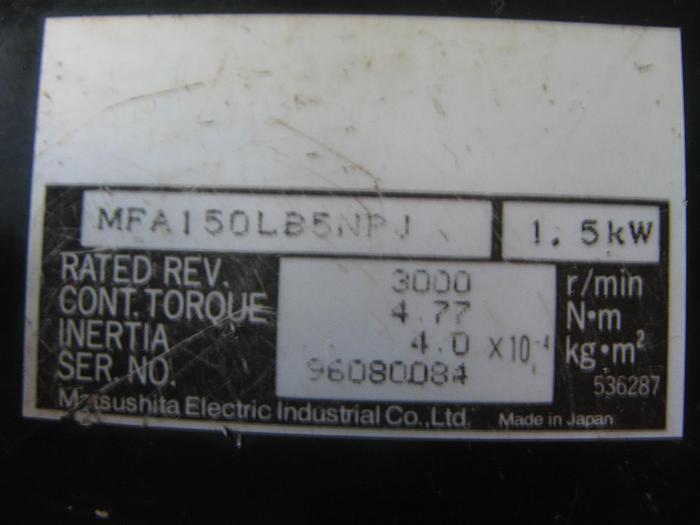 MFA150LB5NPJ 1.5kW
RATED REV. 3000 r/min
CONT.TORQUE 4.77 N·m
INERTIA 4.0 ×10⁻⁴ kg·m²
SER NO. 96080084 536287
Matsushita Electric Industrial Co.,Ltd. Made in Japan